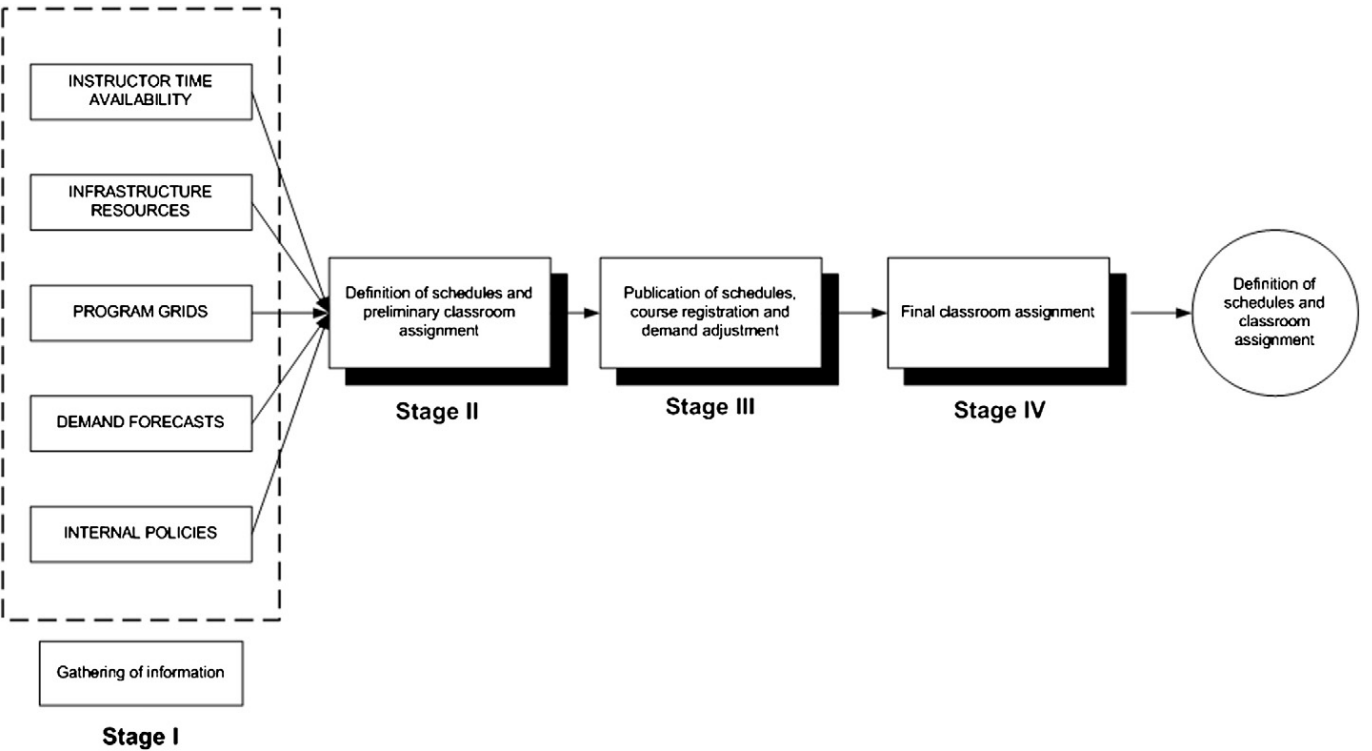 INSTRUCTOR TIME
AVAILABILITY
INFRASTRUCTURE
RESOURCES
PROGRAM GRIDS
DEMAND FORECASTS
INTERNAL POLICIES
Gathering of information
Stage I
Definition of schedules and
preliminary classroom
assignment
Stage II
Publication of schedules,
course registration and
demand adjustment
Stage III
Final classroom assignment
Stage IV
Definition of
schedules and
classroom
assignment